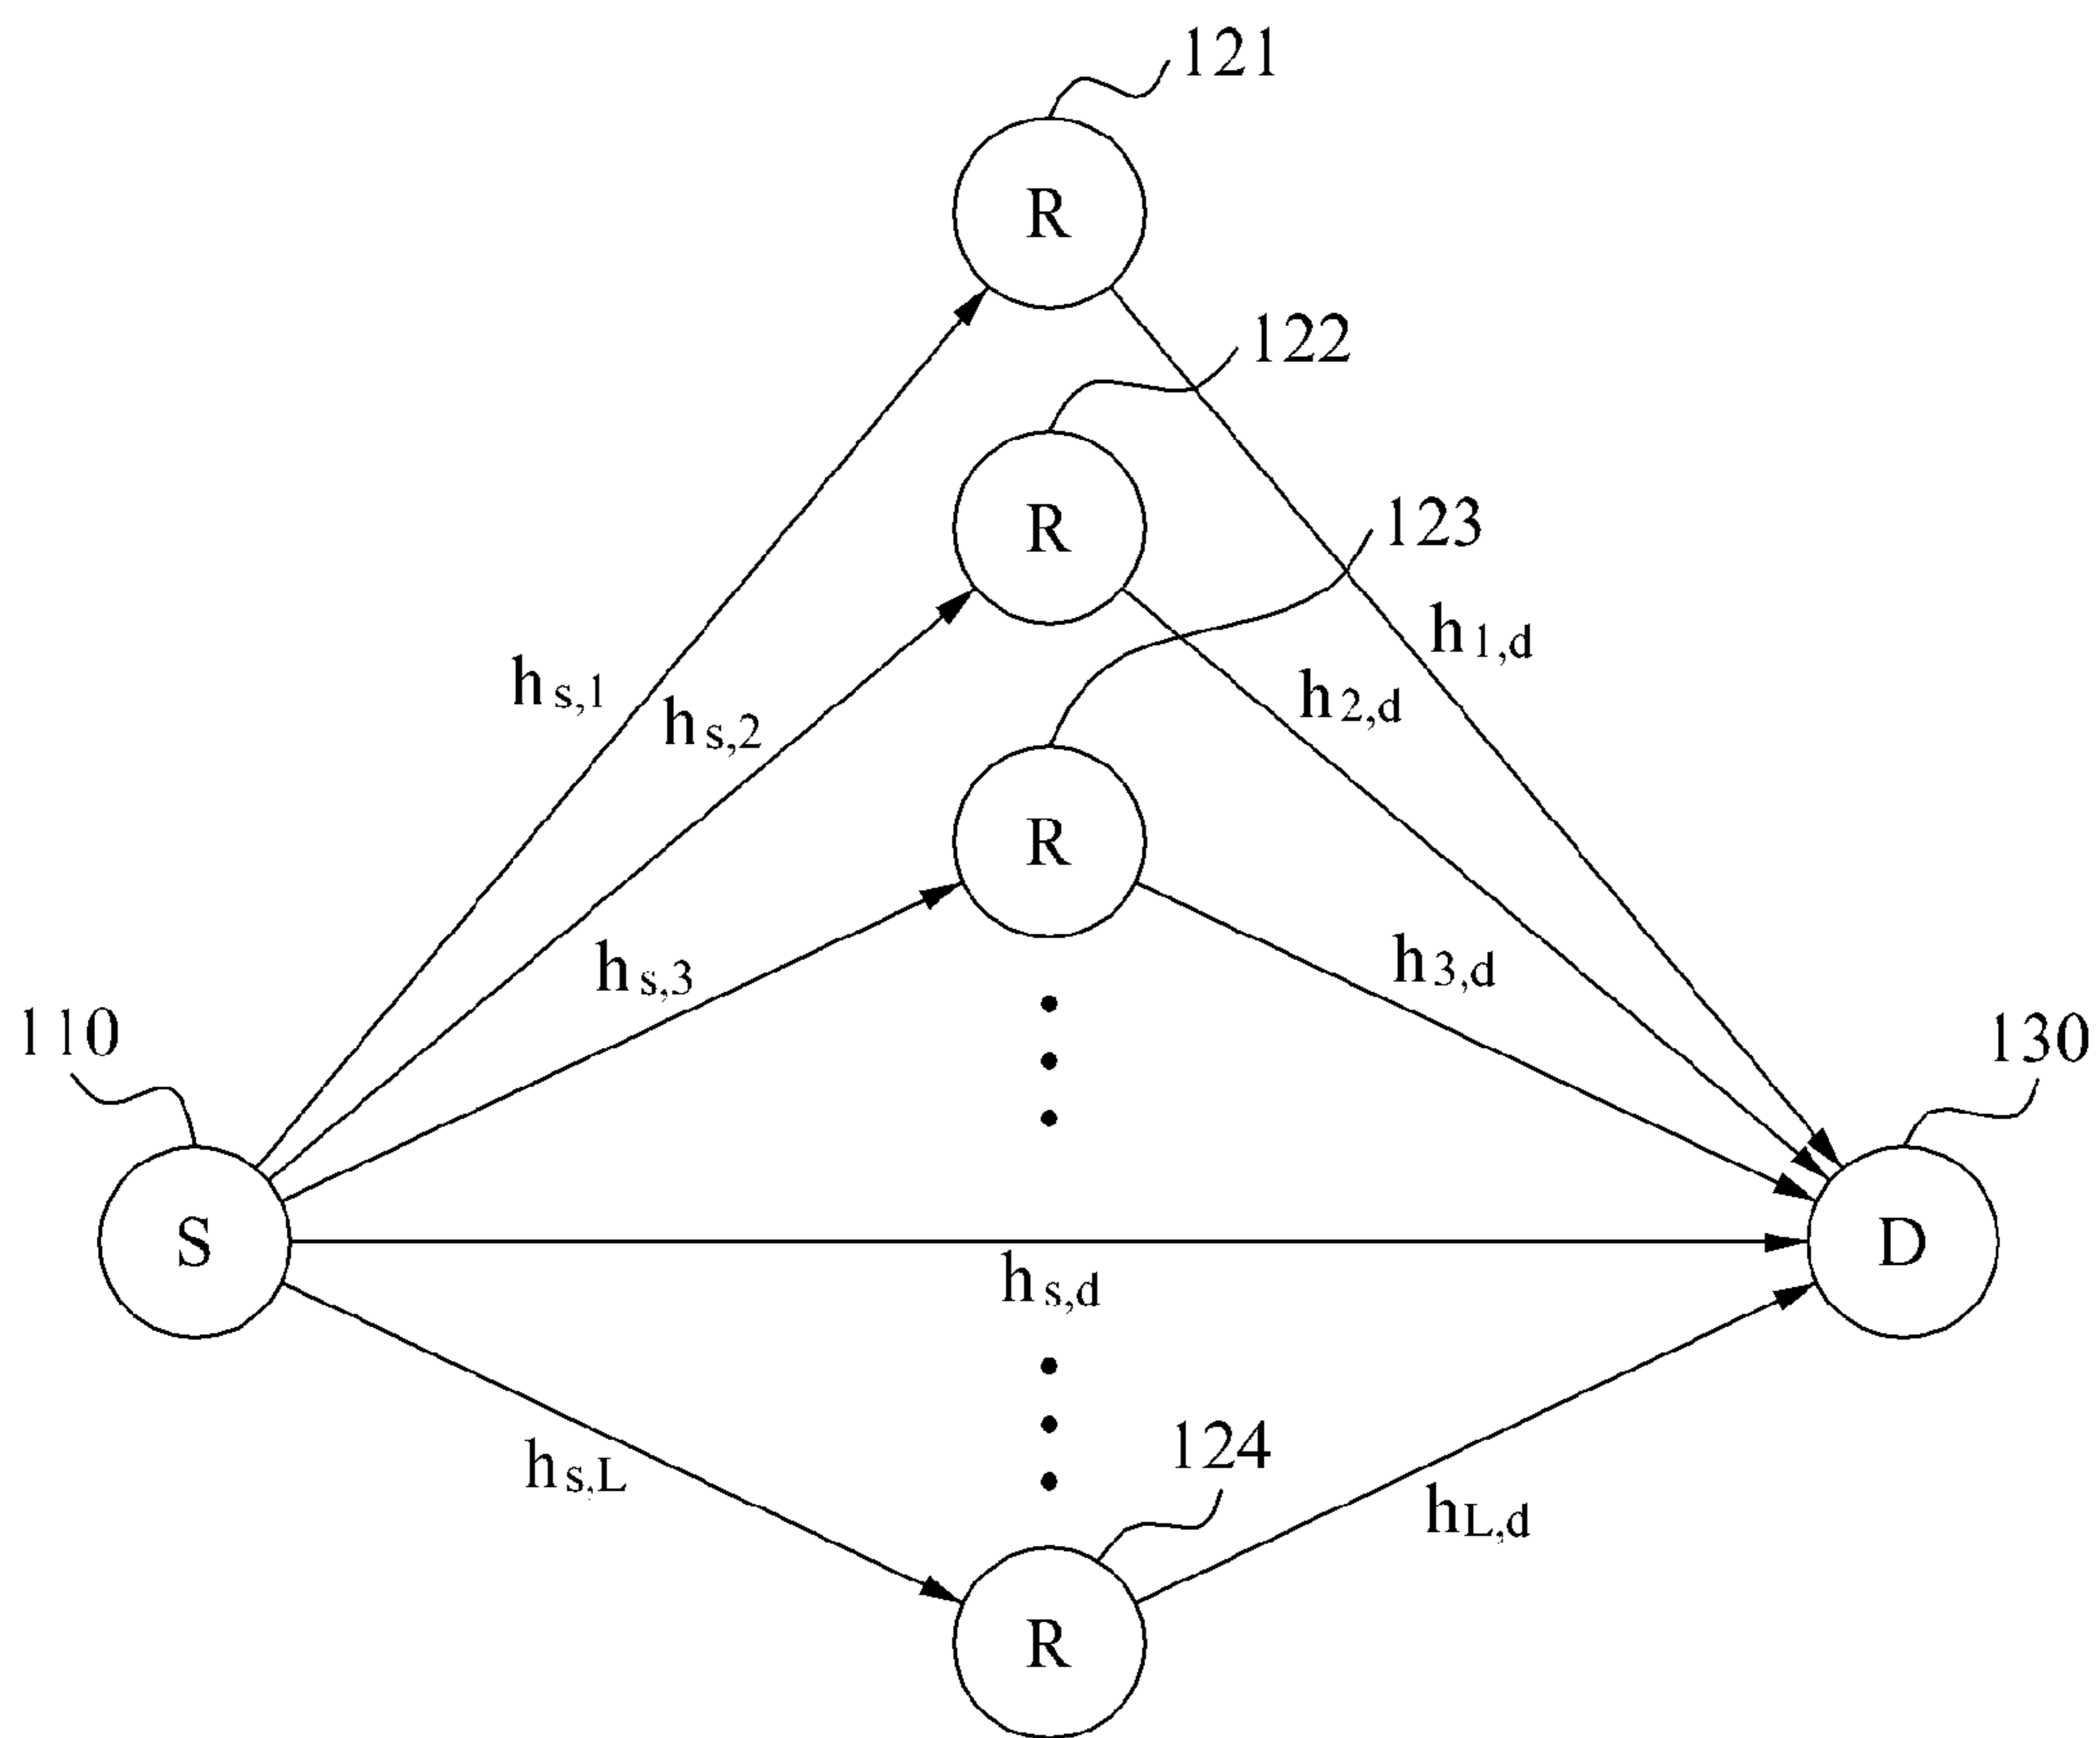 121
R
122
R
123
h1,d
hs,1
h2,d
hs,2
R
hs,3
h3,d
110
130
S
D
hs,d
124
hs,L
hL,d
R